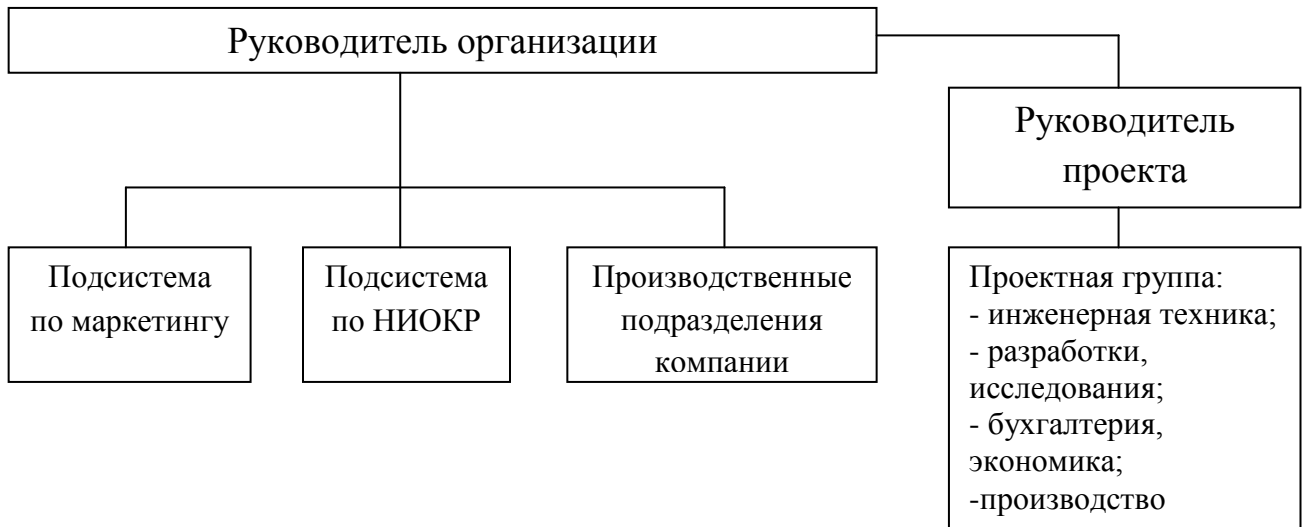 Руководитель организации
Руководитель
проекта
Подсистема
по маркетингу
Подсистема
по НИОКР
Производственные
подразделения
компании
Проектная группа:
- инженерная техника;
- разработки,
исследования;
- бухгалтерия,
экономика;
-производство